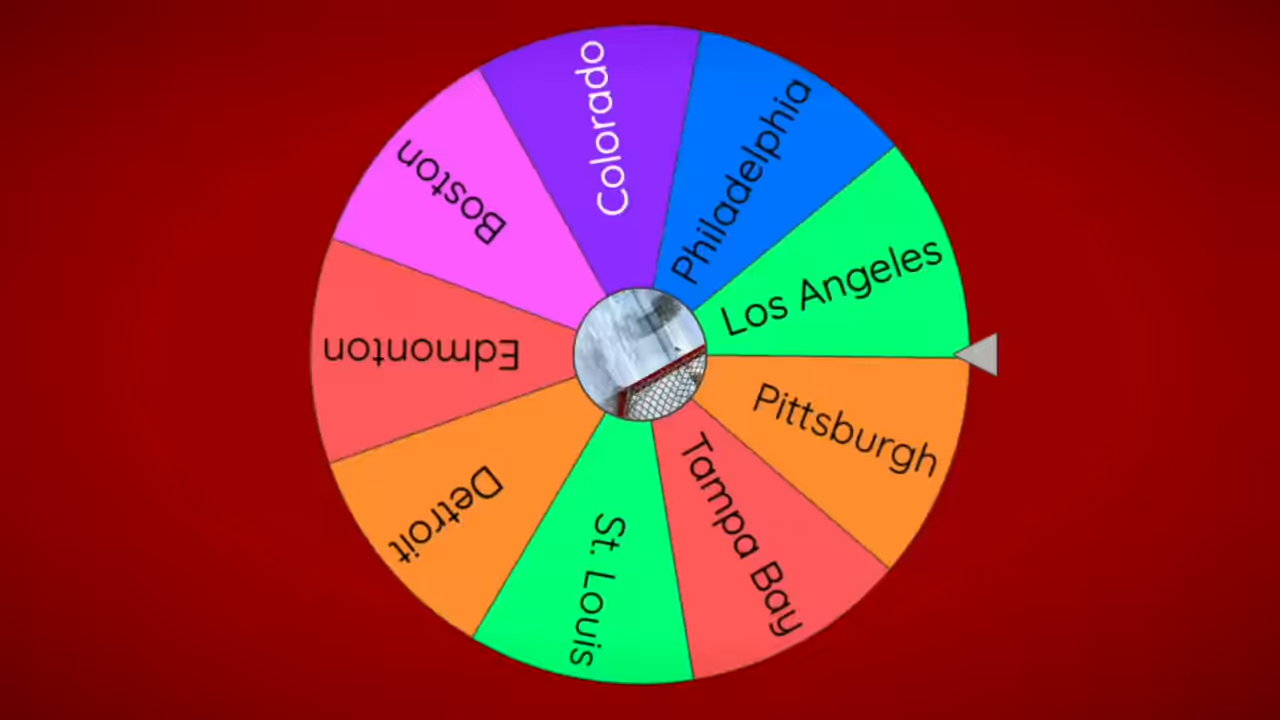 Colorado
Philadelphia
Los Angeles
Pittsburgh
Tampa Bay
St. Louis
Detroit
Edmonton
Boston